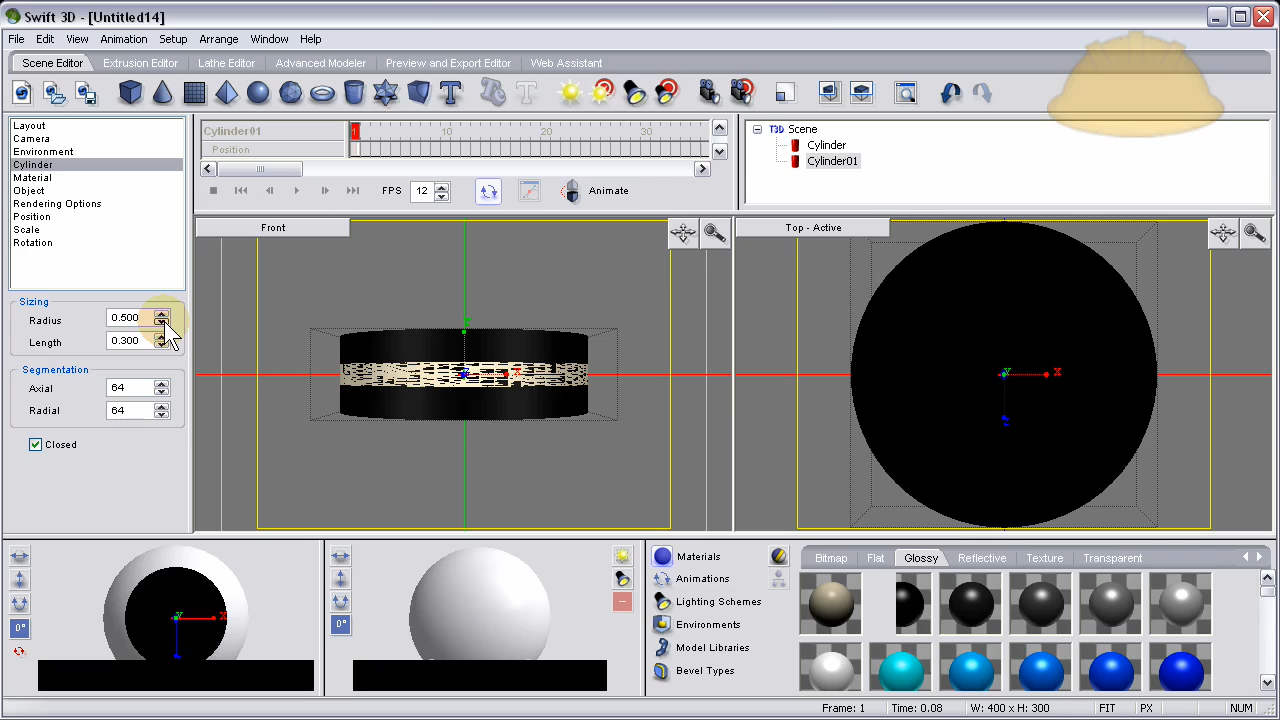 Swift 3D - [Untitled14]
File Edit View Animation Setup Arrange Window Help
Scene Editor Extrusion Editor Lathe Editor Advanced Modeler Preview and Export Editor Web Assistant
Layout
Camera
Environment
Cylinder
Material
Object
Rendering Options
Position
Scale
Rotation
Cylinder01
Position
1 10 20 30
FPS 12 Animate
T3D Scene
Cylinder
Cylinder01
Front
Top - Active
Sizing
Radius 0.500
Length 0.300
Segmentation
Axial 64
Radial 64
Closed
Y
X
Y
X
Z
Y
X
0°
0°
Materials
Animations
Lighting Schemes
Environments
Model Libraries
Bevel Types
Bitmap Flat Glossy Reflective Texture Transparent
Frame: 1 Time: 0.08 W: 400 x H: 300 FIT PX NUM